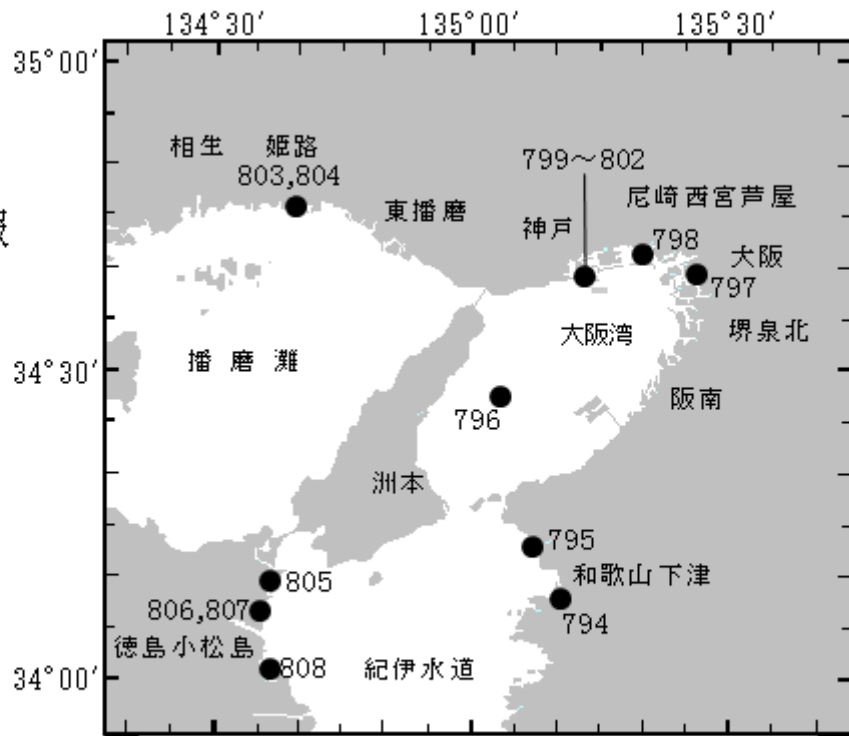 134°30′ 135°00′ 135°30′
35°00′
相生 姫路
803,804
799～802
尼崎西宮芦屋
東播磨
神戸
798
大阪
797
堺泉北
大阪湾
播磨灘
34°30′
阪南
796
洲本
795
和歌山下津
805
794
806,807
徳島小松島
808
紀伊水道
34°00′